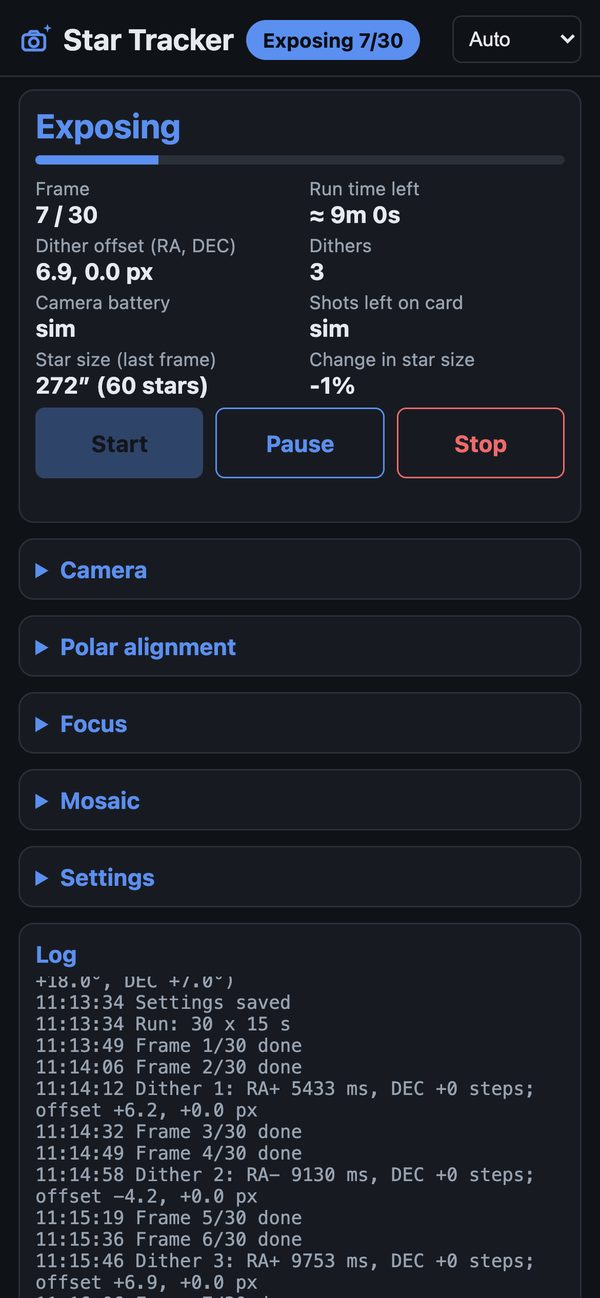 Star Tracker
Exposing 7/30
Auto
Exposing
Frame
Run time left
7 / 30
≈ 9m 0s
Dither offset (RA, DEC)
Dithers
6.9, 0.0 px
3
Camera battery
Shots left on card
sim
sim
Star size (last frame)
Change in star size
272″ (60 stars)
-1%
Start
Pause
Stop
Camera
Polar alignment
Focus
Mosaic
Settings
Log
+18.0°, DEC +7.0°)
11:13:34 Settings saved
11:13:34 Run: 30 x 15 s
11:13:49 Frame 1/30 done
11:14:06 Frame 2/30 done
11:14:12 Dither 1: RA+ 5433 ms, DEC +0 steps;
offset +6.2, +0.0 px
11:14:32 Frame 3/30 done
11:14:49 Frame 4/30 done
11:14:58 Dither 2: RA− 9130 ms, DEC +0 steps;
offset −4.2, +0.0 px
11:15:19 Frame 5/30 done
11:15:36 Frame 6/30 done
11:15:46 Dither 3: RA+ 9753 ms, DEC +0 steps;
offset +6.9, +0.0 px